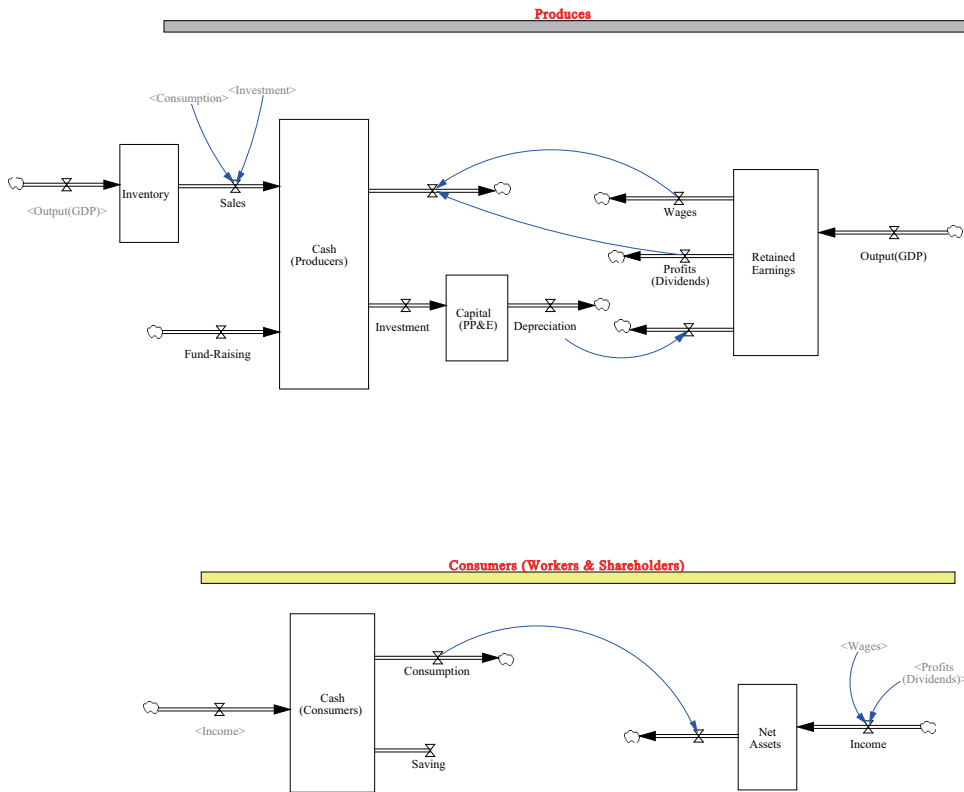 Produces
<Investment>
<Consumption>
Inventory
Sales
<Output(GDP)>
Cash
(Producers)
Wages
Profits
(Dividends)
Retained
Earnings
Output(GDP)
Investment
Capital
(PP&E)
Depreciation
Fund-Raising
Consumers (Workers & Shareholders)
Consumption
<Wages>
<Profits
(Dividends)>
Cash
(Consumers)
<Income>
Saving
Net
Assets
Income